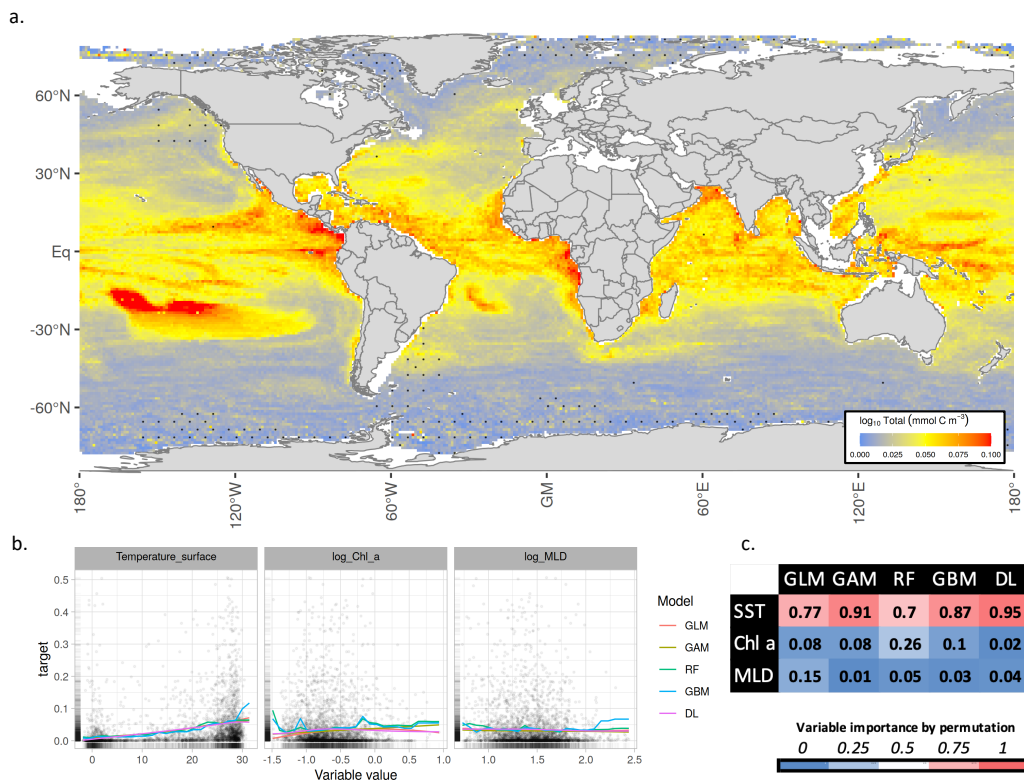 a.
60°N
30°N
Eq
-30°N
-60°N
log₁₀ Total (mmol C m⁻³)
0.000 0.025 0.050 0.075 0.100
180° 120°W 60°W GM 60°E 120°E 180°
b.
Temperature_surface log_Chl_a log_MLD
target
0.5
0.4
0.3
0.2
0.1
0.0
0 10 20 30 -1.5 -1.0 -0.5 0.0 0.5 1.0 1.0 1.5 2.0 2.5
Variable value
Model
GLM
GAM
RF
GBM
DL
c.
GLM GAM RF GBM DL
SST 0.77 0.91 0.7 0.87 0.95
Chl a 0.08 0.08 0.26 0.1 0.02
MLD 0.15 0.01 0.05 0.03 0.04
Variable importance by permutation
0 0.25 0.5 0.75 1